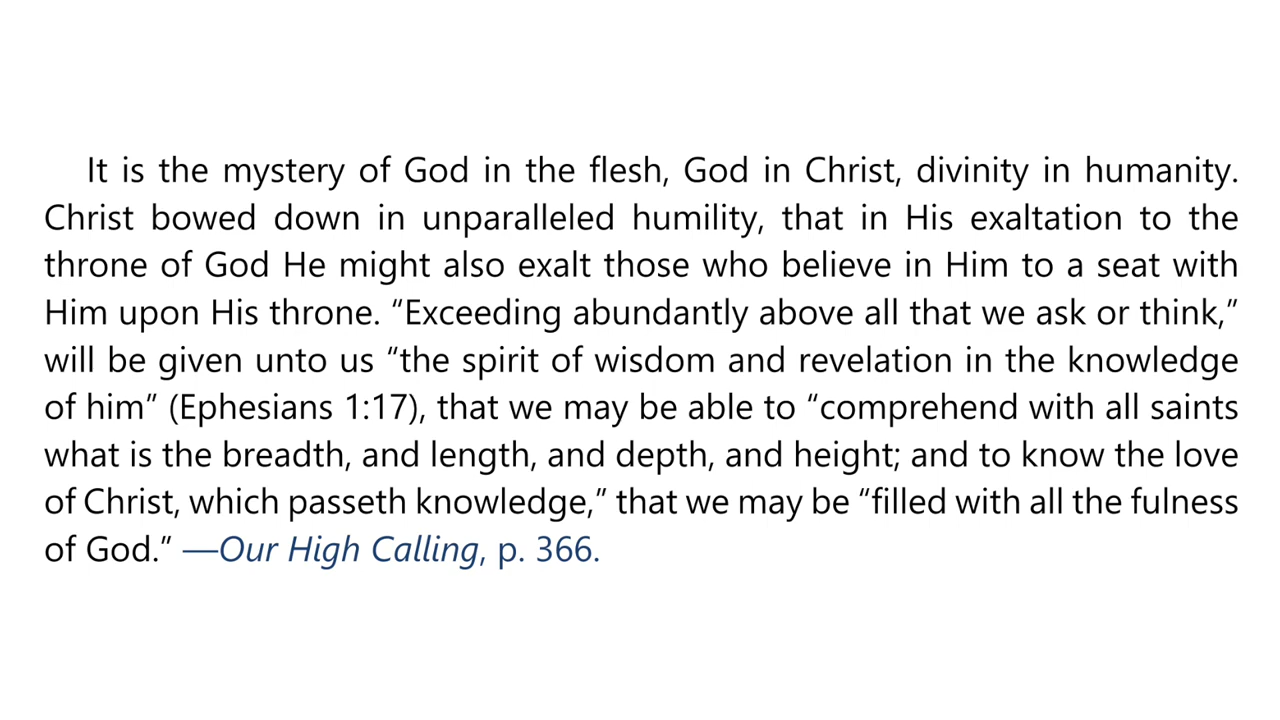 It is the mystery of God in the flesh, God in Christ, divinity in humanity.
Christ bowed down in unparalleled humility, that in His exaltation to the
throne of God He might also exalt those who believe in Him to a seat with
Him upon His throne. “Exceeding abundantly above all that we ask or think,”
will be given unto us “the spirit of wisdom and revelation in the knowledge
of him” (Ephesians 1:17), that we may be able to “comprehend with all saints
what is the breadth, and length, and depth, and height; and to know the love
of Christ, which passeth knowledge,” that we may be “filled with all the fulness
of God.” —Our High Calling, p. 366.